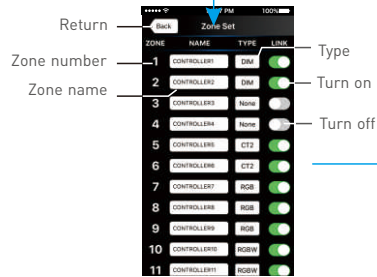 PM 100%
Return Back Zone Set
ZONE NAME TYPE LINK
Zone number 1 CONTROLLER1 DIM Type
Zone name 2 CONTROLLER2 DIM Turn on
3 CONTROLLER3 None
4 CONTROLLER4 None Turn off
5 CONTROLLER5 CT2
6 CONTROLLER6 CT2
7 CONTROLLER7 RGB
8 CONTROLLER8 RGB
9 CONTROLLER9 RGB
10 CONTROLLER10 RGBW
11 CONTROLLER11 RGBW